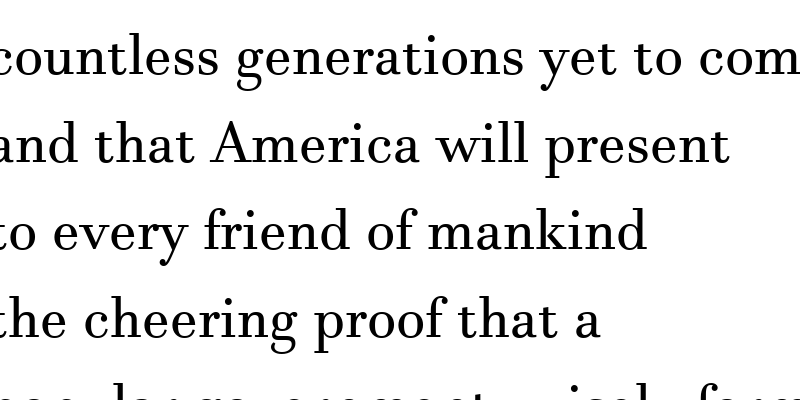 countless generations yet to com
and that America will present
to every friend of mankind
the cheering proof that a